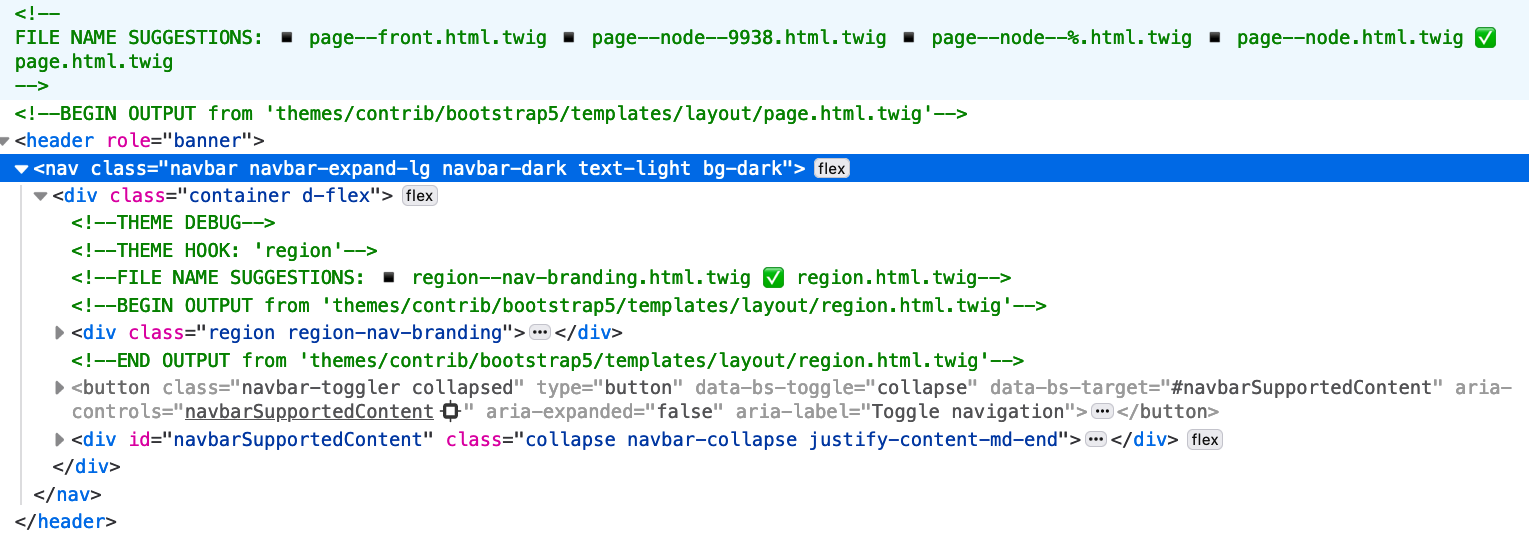 <!--
FILE NAME SUGGESTIONS: ▪ page--front.html.twig ▪ page--node--9938.html.twig ▪ page--node--%.html.twig ▪ page--node.html.twig ✅
page.html.twig
-->
<!--BEGIN OUTPUT from 'themes/contrib/bootstrap5/templates/layout/page.html.twig'-->
<header role="banner">
<nav class="navbar navbar-expand-lg navbar-dark text-light bg-dark"> flex
<div class="container d-flex"> flex
<!--THEME DEBUG-->
<!--THEME HOOK: 'region'-->
<!--FILE NAME SUGGESTIONS: ▪ region--nav-branding.html.twig ✅ region.html.twig-->
<!--BEGIN OUTPUT from 'themes/contrib/bootstrap5/templates/layout/region.html.twig'-->
<div class="region region-nav-branding">•••</div>
<!--END OUTPUT from 'themes/contrib/bootstrap5/templates/layout/region.html.twig'-->
<button class="navbar-toggler collapsed" type="button" data-bs-toggle="collapse" data-bs-target="#navbarSupportedContent" aria-
controls="navbarSupportedContent" aria-expanded="false" aria-label="Toggle navigation">•••</button>
<div id="navbarSupportedContent" class="collapse navbar-collapse justify-content-md-end">•••</div> flex
</div>
</nav>
</header>